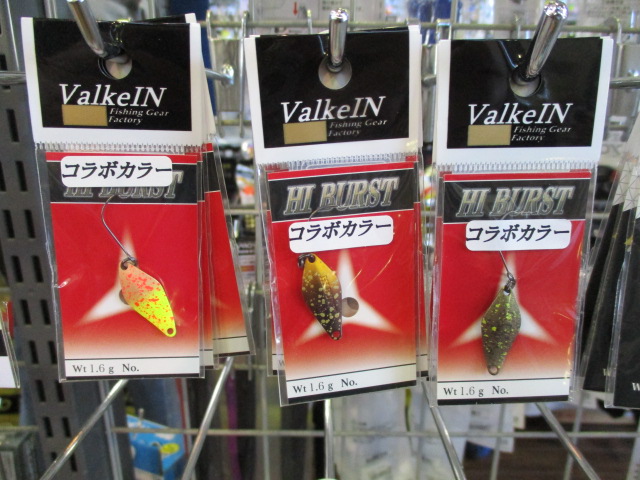 ValkeIN
Fishing Gear
Factory
コラボカラー
HI BURST
Wt 1.6 g No.
ValkeIN
Fishing Gear
Factory
HI BURST
コラボカラー
Wt 1.6 g No.
ValkeIN
Fishing Gear
Factory
HI BURST
コラボカラー
Wt 1.6 g No.